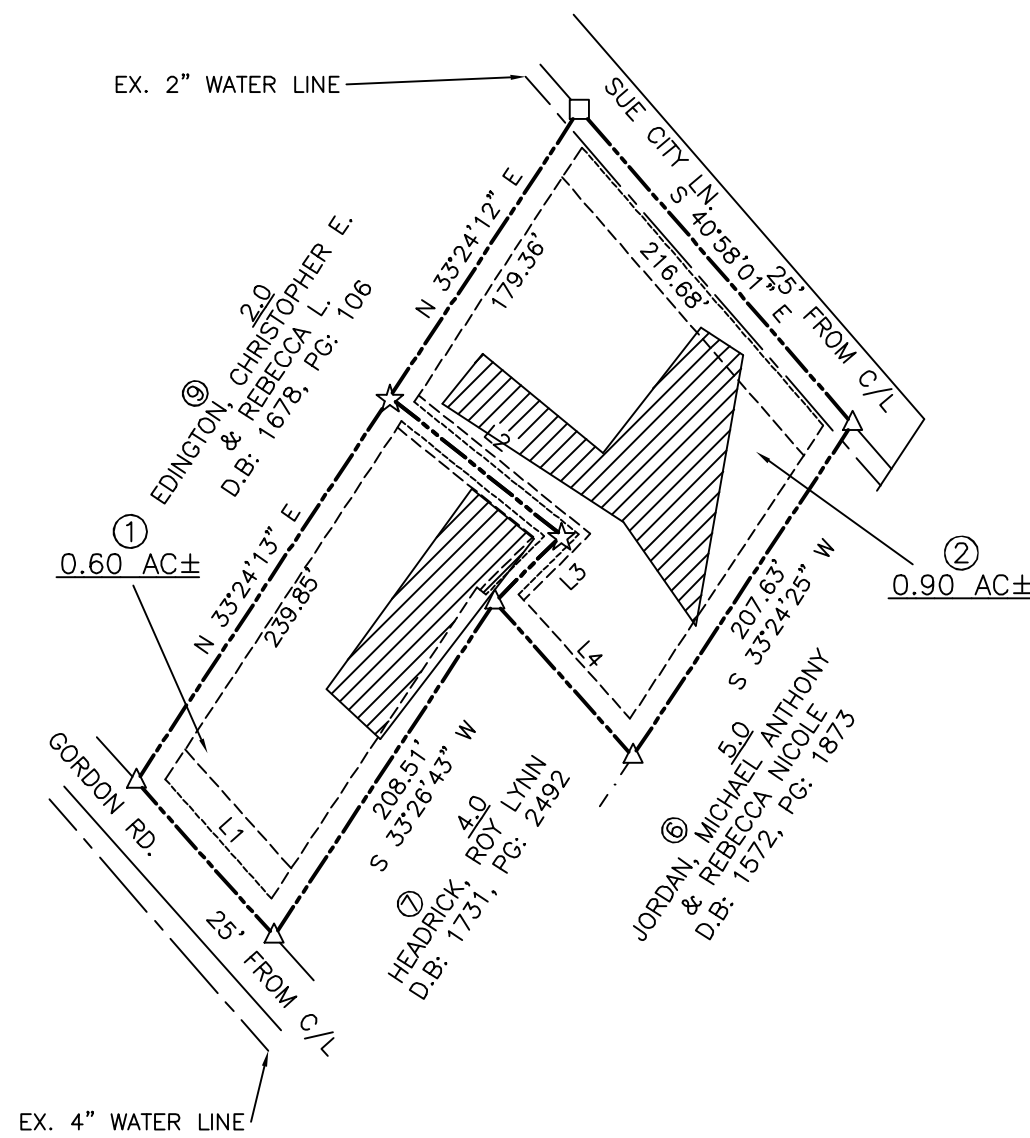 EX. 2” WATER LINE
SUE CITY LN.
S 40°58'01" E
216.68'
25' FROM C/L
N 33°24'12" E
179.36'
2.0
⑨
EDINGTON, CHRISTOPHER E.
& REBECCA L.
D.B: 1678, PG: 106
L2
①
0.60 AC±
②
0.90 AC±
L3
L4
N 33°24'13" E
239.85'
207.63'
S 33°24'25" W
5.0
⑥
JORDAN, MICHAEL ANTHONY
& REBECCA NICOLE
D.B: 1572, PG: 1873
208.51'
S 33°26'43" W
4.0
⑦
HEADRICK, ROY LYNN
D.B: 1731, PG: 2492
GORDON RD.
L1
25' FROM C/L
EX. 4” WATER LINE